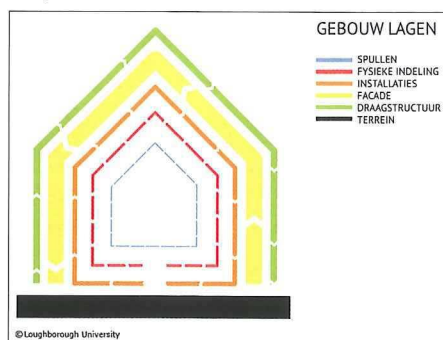 GEBOUW LAGEN
SPULLEN
FYSIEKE INDELING
INSTALLATIES
FACADE
DRAAGSTRUCTUUR
TERREIN
©Loughborough University